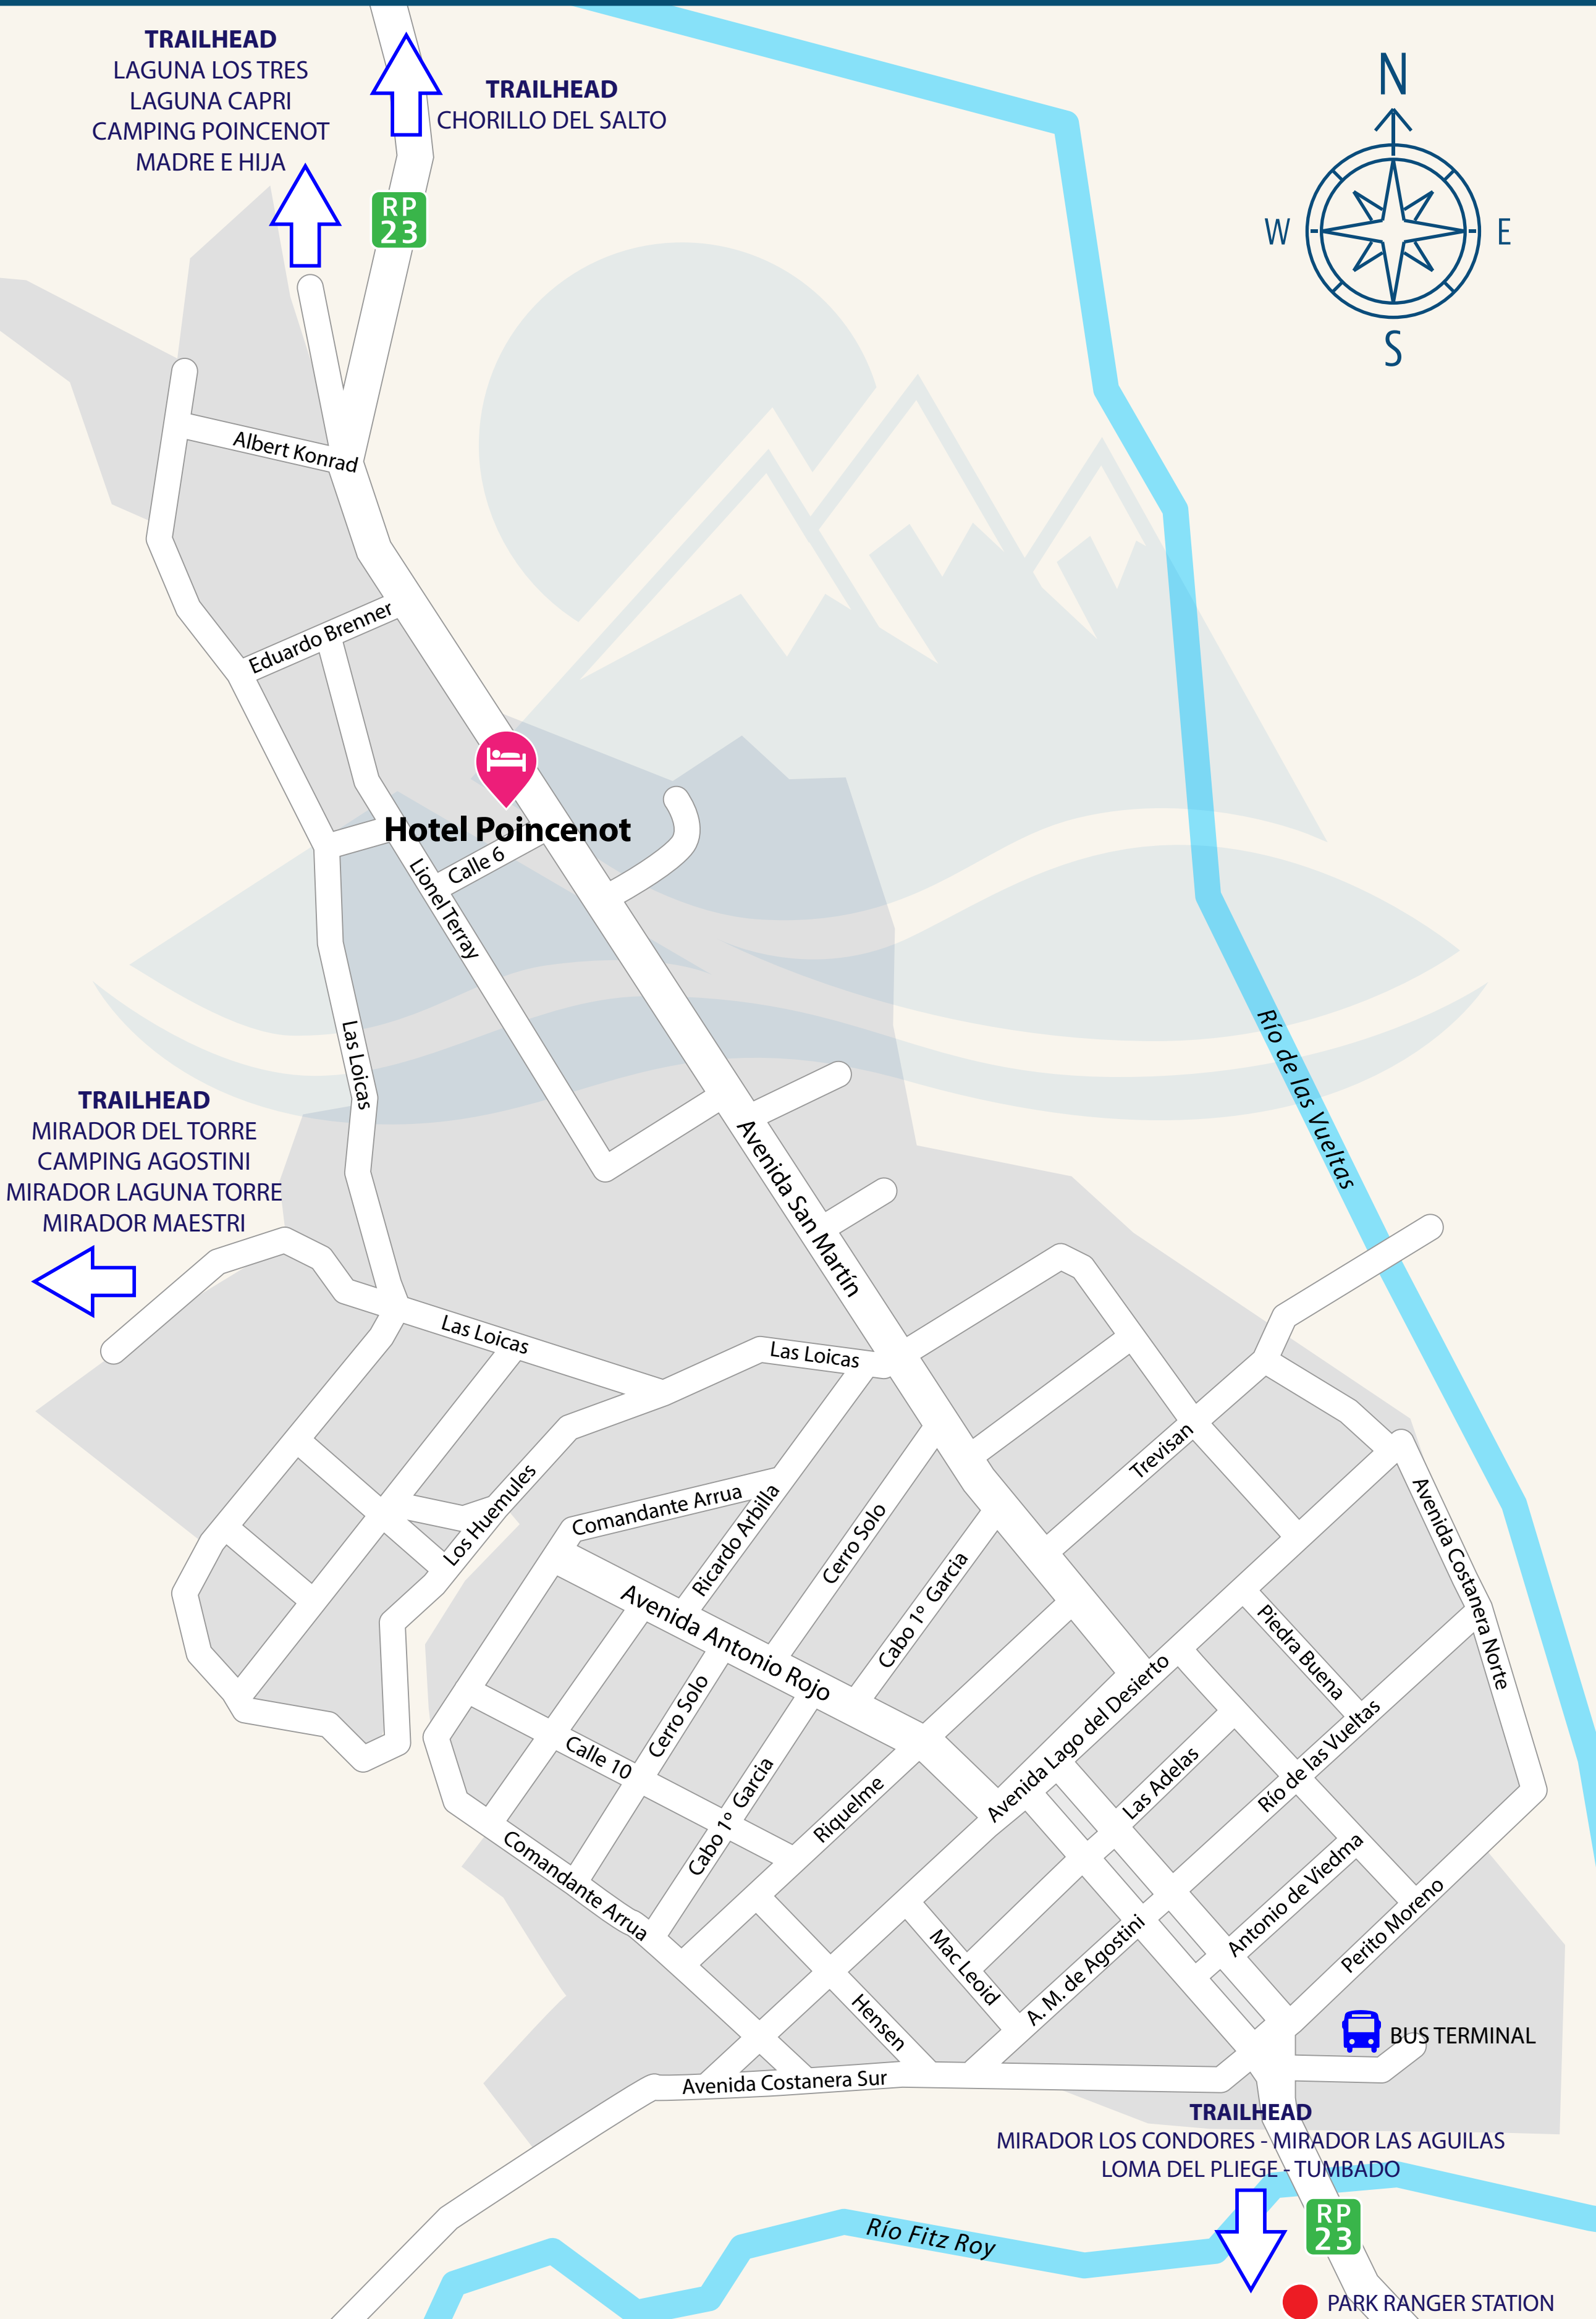 TRAILHEAD
LAGUNA LOS TRES
LAGUNA CAPRI
CAMPING POINCENOT
MADRE E HIJA
TRAILHEAD
CHORILLO DEL SALTO
N
W
E
S
RP
23
Albert Konrad
Eduardo Brenner
Hotel Poincenot
Calle 6
Lionel Terray
Las Loicas
Río de las Vueltas
TRAILHEAD
MIRADOR DEL TORRE
CAMPING AGOSTINI
MIRADOR LAGUNA TORRE
MIRADOR MAESTRI
Avenida San Martín
Las Loicas
Las Loicas
Trevisan
Los Huemules
Comandante Arrua
Ricardo Arbilla
Cerro Solo
Cabo 1º Garcia
Avenida Costanera Norte
Avenida Antonio Rojo
Piedra Buena
Cerro Solo
Calle 10
Cabo 1º Garcia
Riquelme
Avenida Lago del Desierto
Las Adelas
Río de las Vueltas
Comandante Arrua
Antonio de Viedma
Perito Moreno
Mac Leoid
A. M. de Agostini
Hensen
BUS TERMINAL
Avenida Costanera Sur
TRAILHEAD
MIRADOR LOS CONDORES - MIRADOR LAS AGUILAS
LOMA DEL PLIEGE - TUMBADO
RP
23
Río Fitz Roy
PARK RANGER STATION